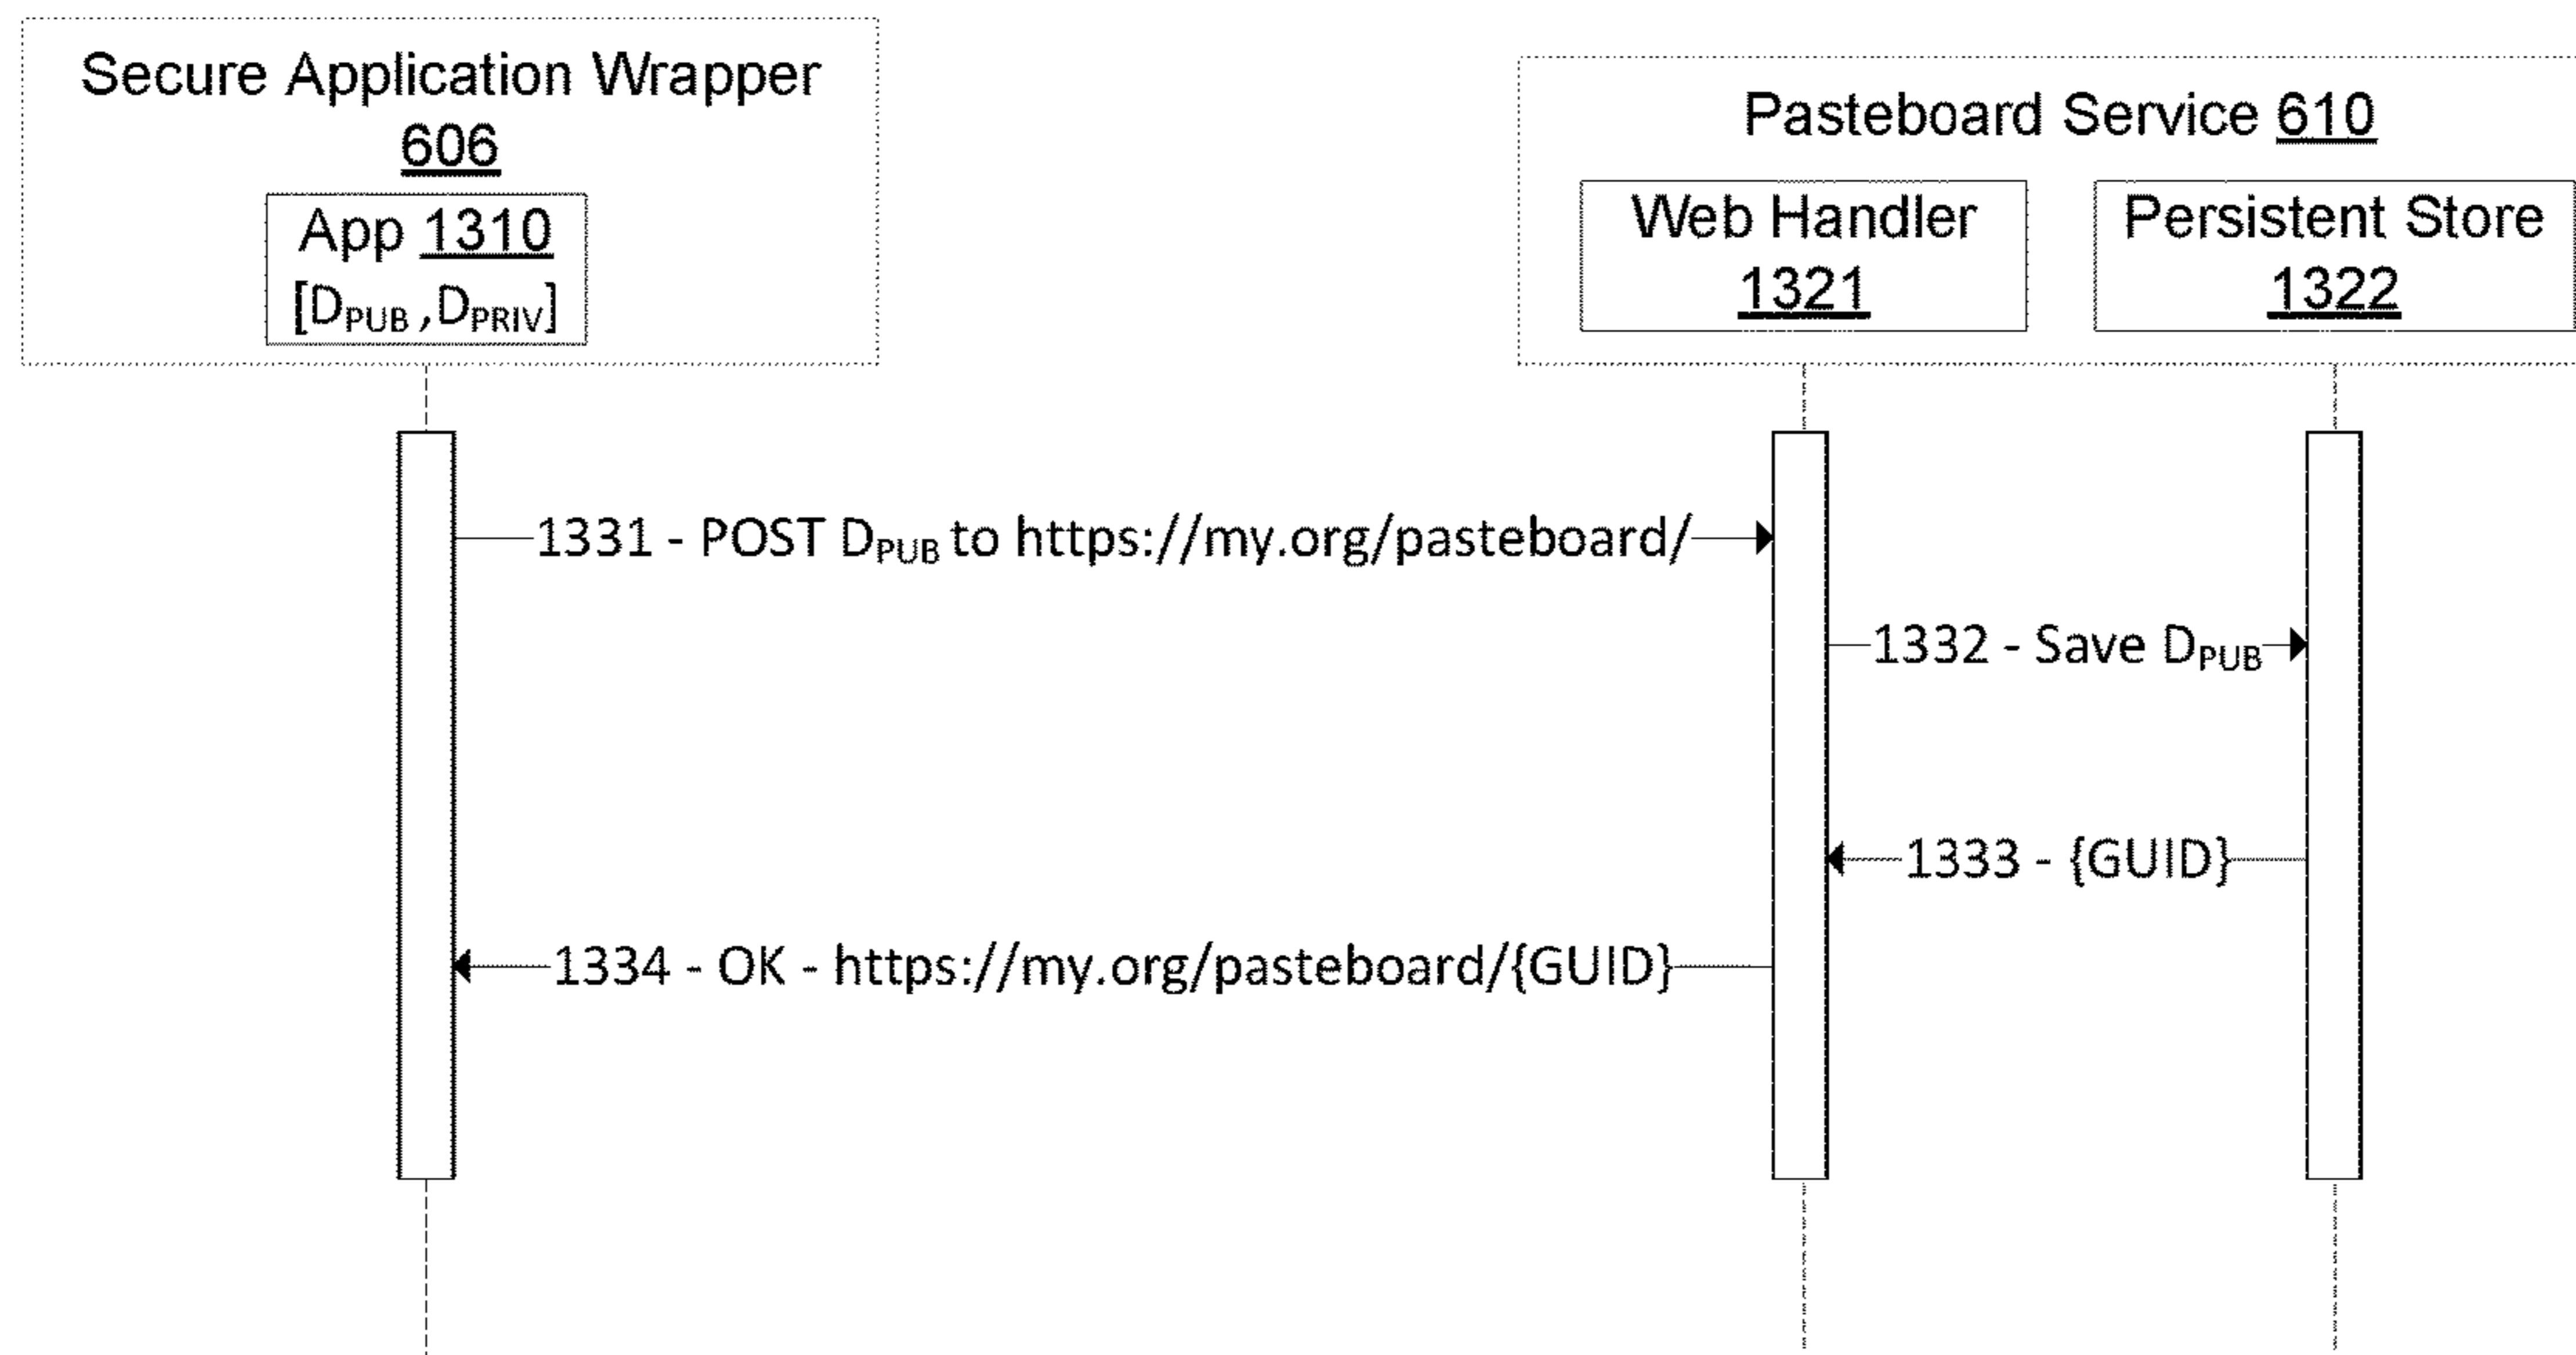 Secure Application Wrapper
606
App 1310
[DPUB ,DPRIV]
Pasteboard Service 610
Web Handler
1321
Persistent Store
1322
1331 - POST DPUB to https://my.org/pasteboard/
1332 - Save DPUB
1333 - {GUID}
1334 - OK - https://my.org/pasteboard/{GUID}